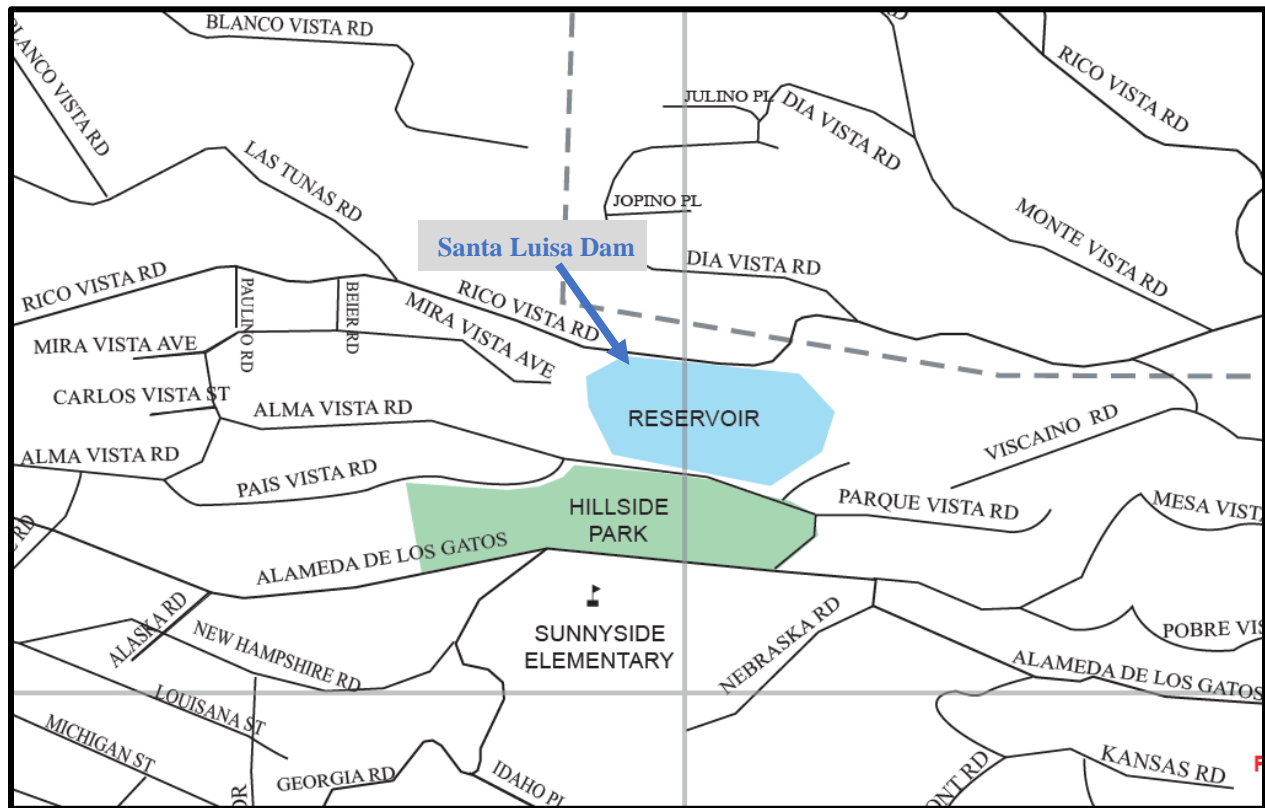 BLANCO VISTA RD
BLANCO VISTA RD
RICO VISTA RD
JULINO PL
DIA VISTA RD
LAS TUNAS RD
JOPINO PL
MONTE VISTA RD
Santa Luisa Dam
DIA VISTA RD
RICO VISTA RD
PAULINO RD
BEIER RD
MIRA VISTA AVE
RICO VISTA RD
MIRA VISTA AVE
CARLOS VISTA ST
ALMA VISTA RD
RESERVOIR
VISCAINO RD
ALMA VISTA RD
PAIS VISTA RD
HILLSIDE
PARK
PARQUE VISTA RD
MESA VISTA
ALAMEDA DE LOS GATOS
ALASKA RD
NEW HAMPSHIRE RD
SUNNYSIDE
ELEMENTARY
NEBRASKA RD
POBRE VIS
ALAMEDA DE LOS GATOS
LOUISANA ST
MICHIGAN ST
GEORGIA RD
IDAHO PL
KANSAS RD